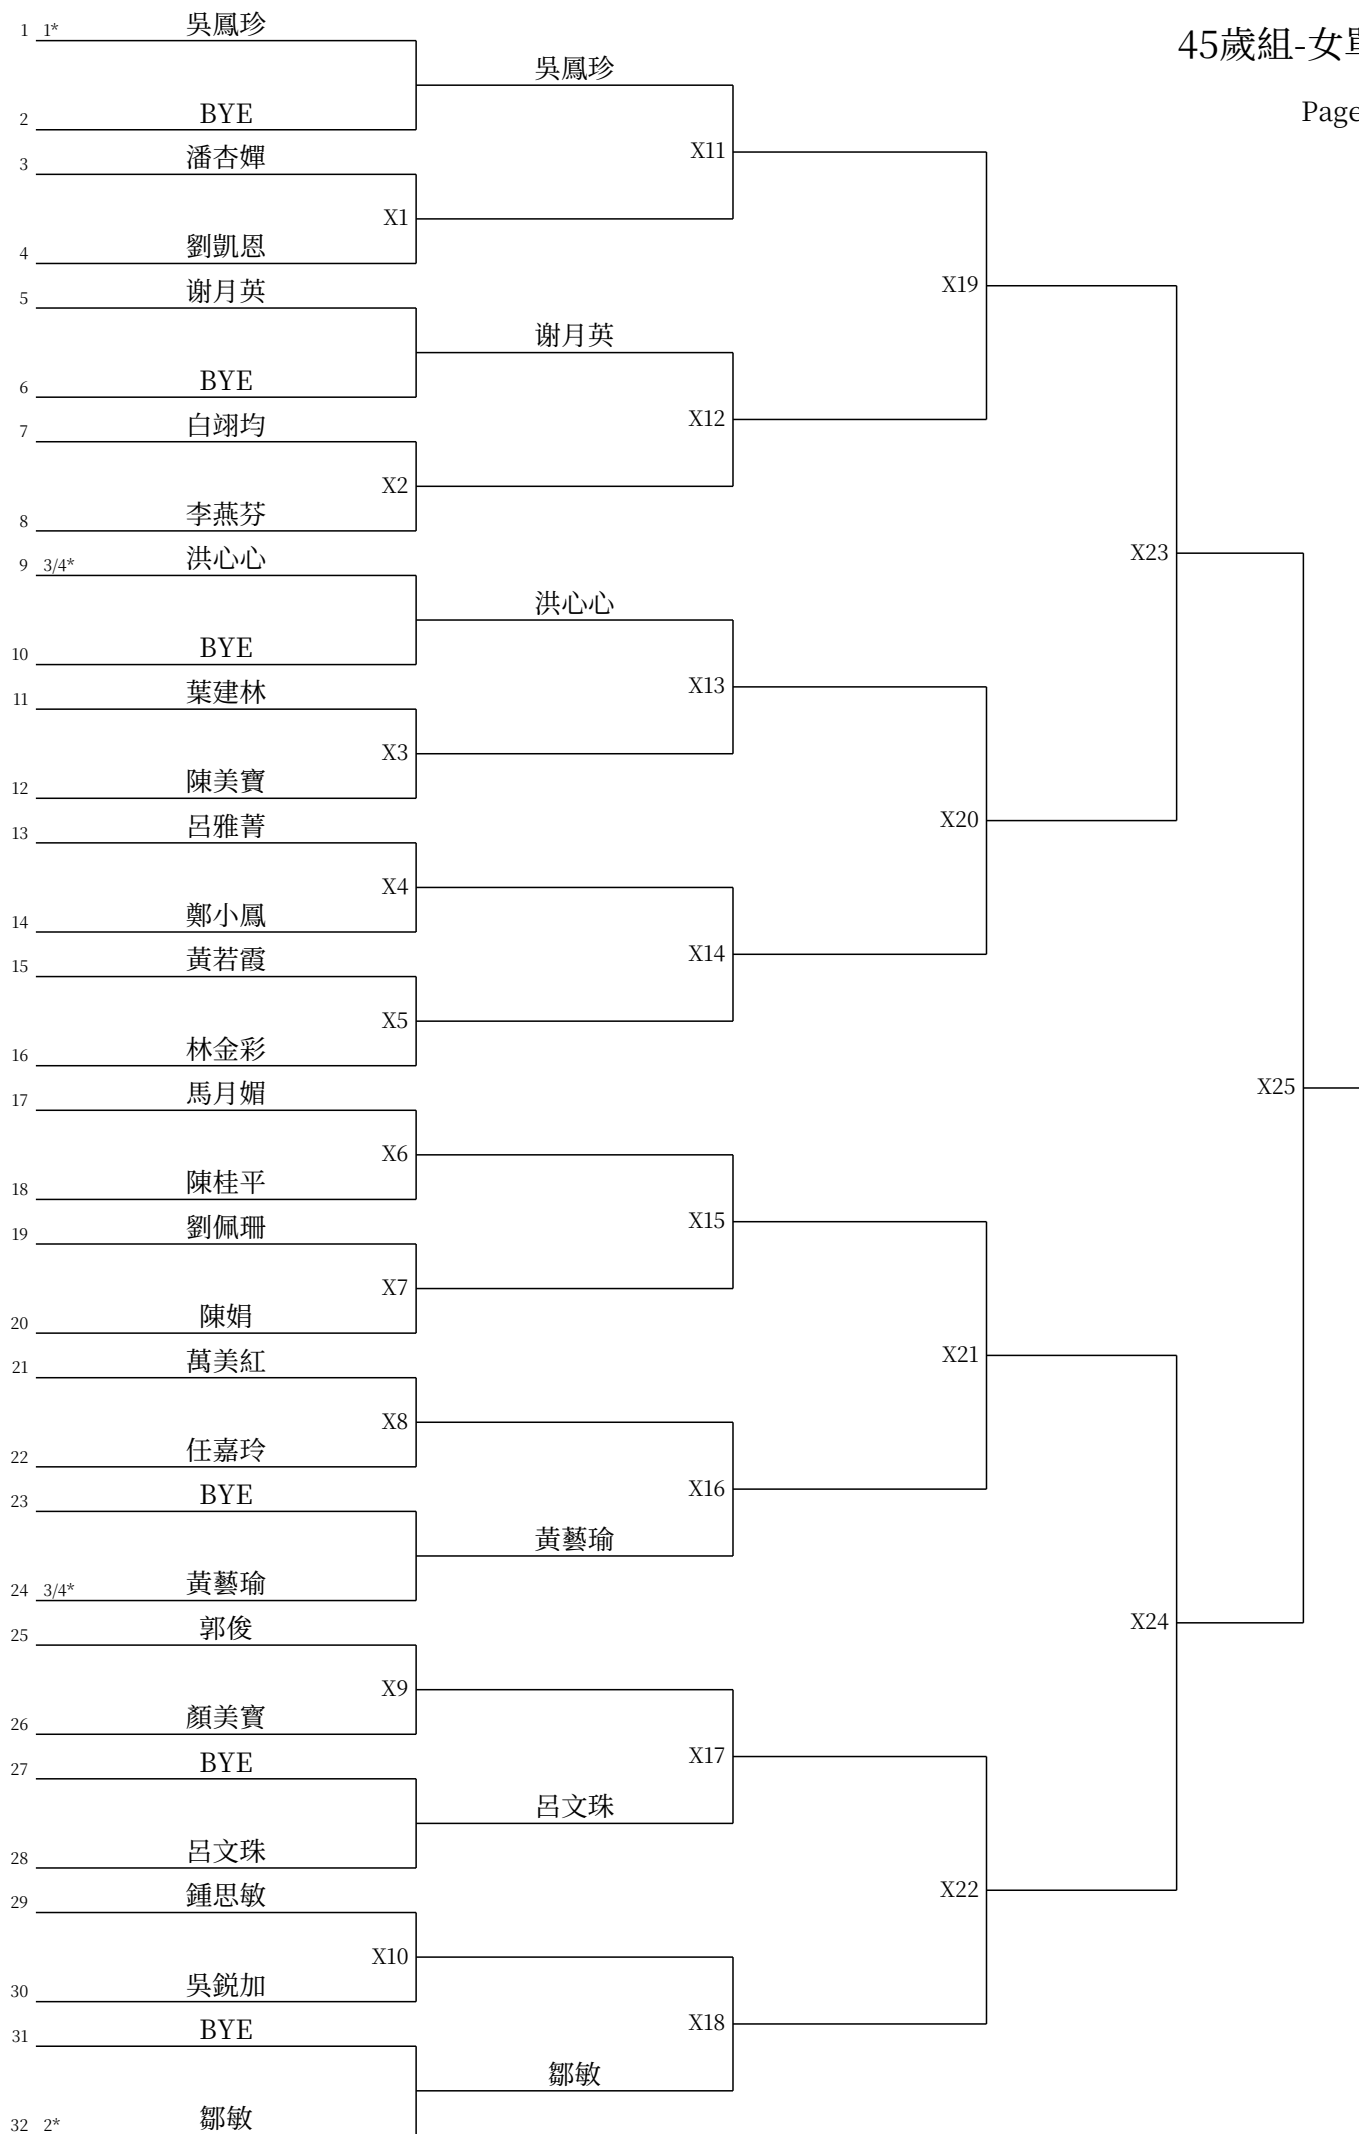 45歲組-女
Page
1 1* 吳鳳珍
吳鳳珍
2 BYE
X11
3 潘杏嬋
X1
4 劉凱恩
X19
5 谢月英
谢月英
6 BYE
X12
7 白翊均
X2
8 李燕芬
X23
9 3/4* 洪心心
洪心心
10 BYE
X13
11 葉建林
X3
12 陳美寶
X20
13 呂雅菁
X4
14 鄭小鳳
X14
15 黃若霞
X5
16 林金彩
X25
17 馬月媚
X6
18 陳桂平
X15
19 劉佩珊
X7
20 陳娟
X21
21 萬美紅
X8
22 任嘉玲
X16
23 BYE
黃藝瑜
24 3/4* 黃藝瑜
X24
25 郭俊
X9
26 顏美寶
X17
27 BYE
呂文珠
28 呂文珠
X22
29 鍾思敏
X10
30 吳鋭加
X18
31 BYE
鄒敏
32 2* 鄒敏